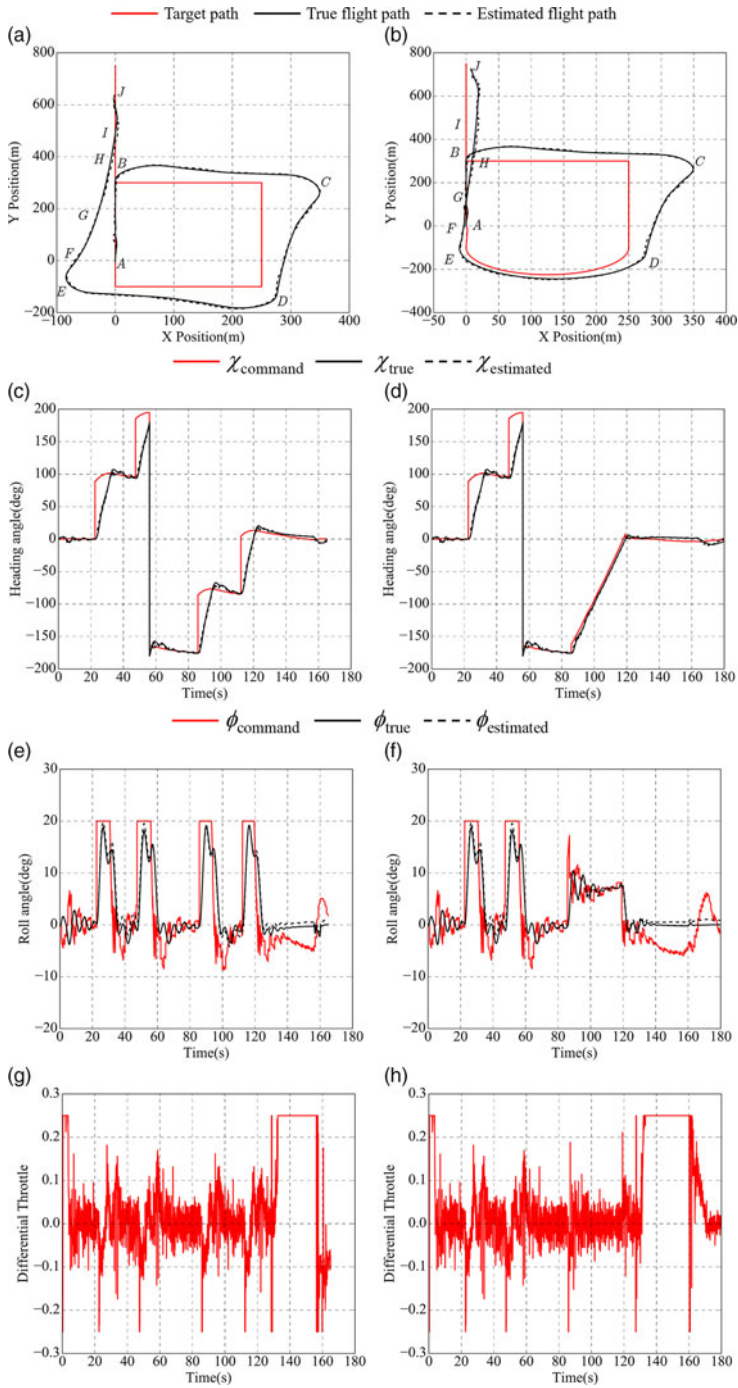 Target path True flight path Estimated flight path
(a) (b)
800 800
600 600
400 400
200 200
0 0
−200 −200
−400
Y Position(m) Y Position(m)
A B C D E F G H I J
A B C D E F G H I J
−100 0 100 200 300 400
−50 0 50 100 150 200 250 300 350 400
X Position(m) X Position(m)
χcommand χtrue χestimated
(c) (d)
200 200
150 150
100 100
50 50
0 0
−50 −50
−100 −100
−150 −150
−200 −200
Heading angle(deg) Heading angle(deg)
0 20 40 60 80 100 120 140 160 180
0 20 40 60 80 100 120 140 160 180
Time(s) Time(s)
ϕcommand ϕtrue ϕestimated
(e) (f)
30 30
20 20
10 10
0 0
−10 −10
−20 −20
Roll angle(deg) Roll angle(deg)
0 20 40 60 80 100 120 140 160 180
0 20 40 60 80 100 120 140 160 180
Time(s) Time(s)
(g) (h)
0.3 0.3
0.2 0.2
0.1 0.1
0.0 0.0
−0.1 −0.1
−0.2 −0.2
−0.3 −0.3
Differential Throttle Differential Throttle
0 20 40 60 80 100 120 140 160 180
0 20 40 60 80 100 120 140 160 180
Time(s) Time(s)